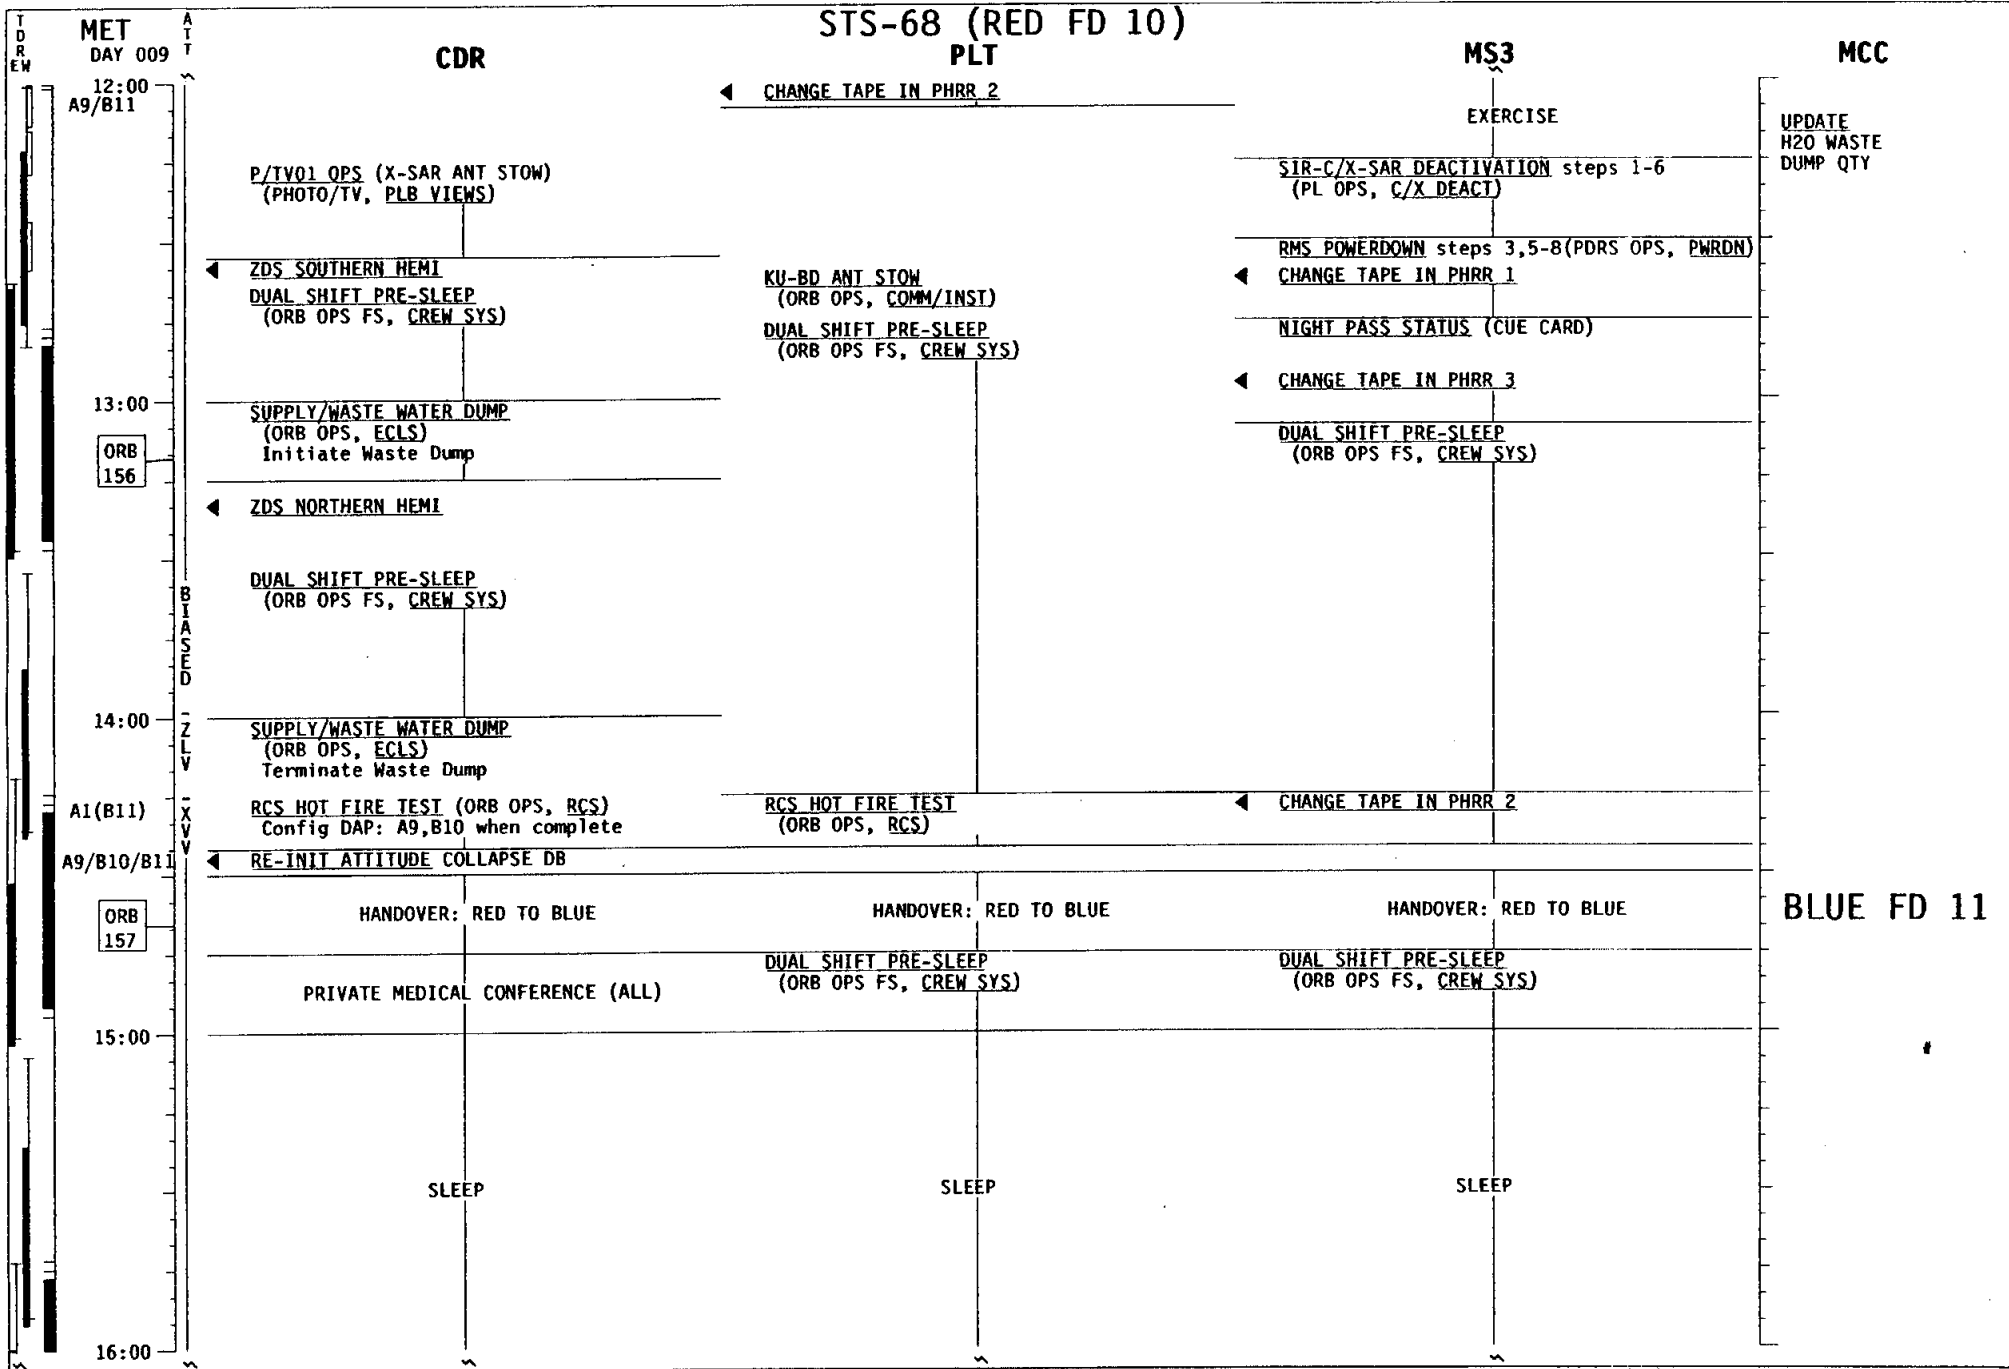 STS-68 (RED FD 10)
TDRE W
MET
DAY 009
ATT
CDR
PLT
MS3
MCC
12:00
A9/B11
13:00
ORB
156
14:00
A1(B11)
A9/B10/B11
ORB
157
15:00
16:00
BIASED
-ZLV
-XVV
P/TV01 OPS (X-SAR ANT STOW)
(PHOTO/TV, PLB VIEWS)
◄ ZDS SOUTHERN HEMI
DUAL SHIFT PRE-SLEEP
(ORB OPS FS, CREW SYS)
SUPPLY/WASTE WATER DUMP
(ORB OPS, ECLS)
Initiate Waste Dump
◄ ZDS NORTHERN HEMI
DUAL SHIFT PRE-SLEEP
(ORB OPS FS, CREW SYS)
SUPPLY/WASTE WATER DUMP
(ORB OPS, ECLS)
Terminate Waste Dump
RCS HOT FIRE TEST (ORB OPS, RCS)
Config DAP: A9,B10 when complete
◄ RE-INIT ATTITUDE COLLAPSE DB
HANDOVER: RED TO BLUE
PRIVATE MEDICAL CONFERENCE (ALL)
SLEEP
◄ CHANGE TAPE IN PHRR 2
KU-BD ANT STOW
(ORB OPS, COMM/INST)
DUAL SHIFT PRE-SLEEP
(ORB OPS FS, CREW SYS)
RCS HOT FIRE TEST
(ORB OPS, RCS)
HANDOVER: RED TO BLUE
DUAL SHIFT PRE-SLEEP
(ORB OPS FS, CREW SYS)
SLEEP
EXERCISE
SIR-C/X-SAR DEACTIVATION steps 1-6
(PL OPS, C/X DEACT)
RMS POWERDOWN steps 3,5-8(PDRS OPS, PWRDN)
◄ CHANGE TAPE IN PHRR 1
NIGHT PASS STATUS (CUE CARD)
◄ CHANGE TAPE IN PHRR 3
DUAL SHIFT PRE-SLEEP
(ORB OPS FS, CREW SYS)
◄ CHANGE TAPE IN PHRR 2
HANDOVER: RED TO BLUE
DUAL SHIFT PRE-SLEEP
(ORB OPS FS, CREW SYS)
SLEEP
UPDATE
H2O WASTE
DUMP QTY
BLUE FD 11